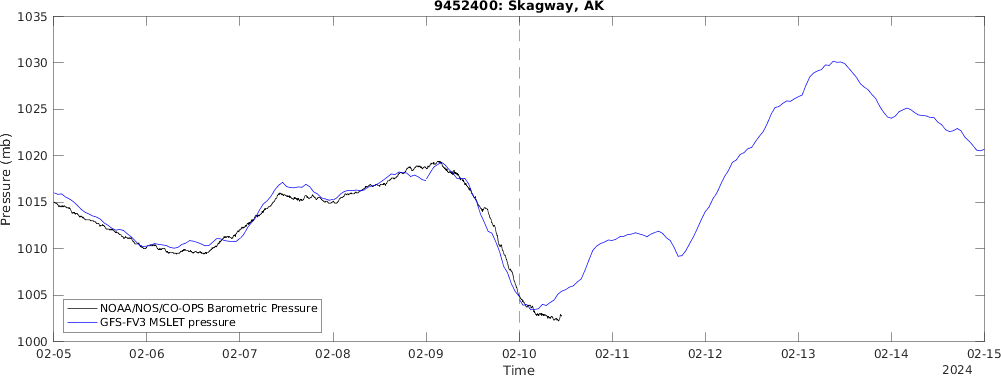 9452400: Skagway, AK
1035
1030
1025
1020
1015
1010
1005
1000
Pressure (mb)
NOAA/NOS/CO-OPS Barometric Pressure
GFS-FV3 MSLET pressure
02-05 02-06 02-07 02-08 02-09 02-10 02-11 02-12 02-13 02-14 02-15
Time
2024